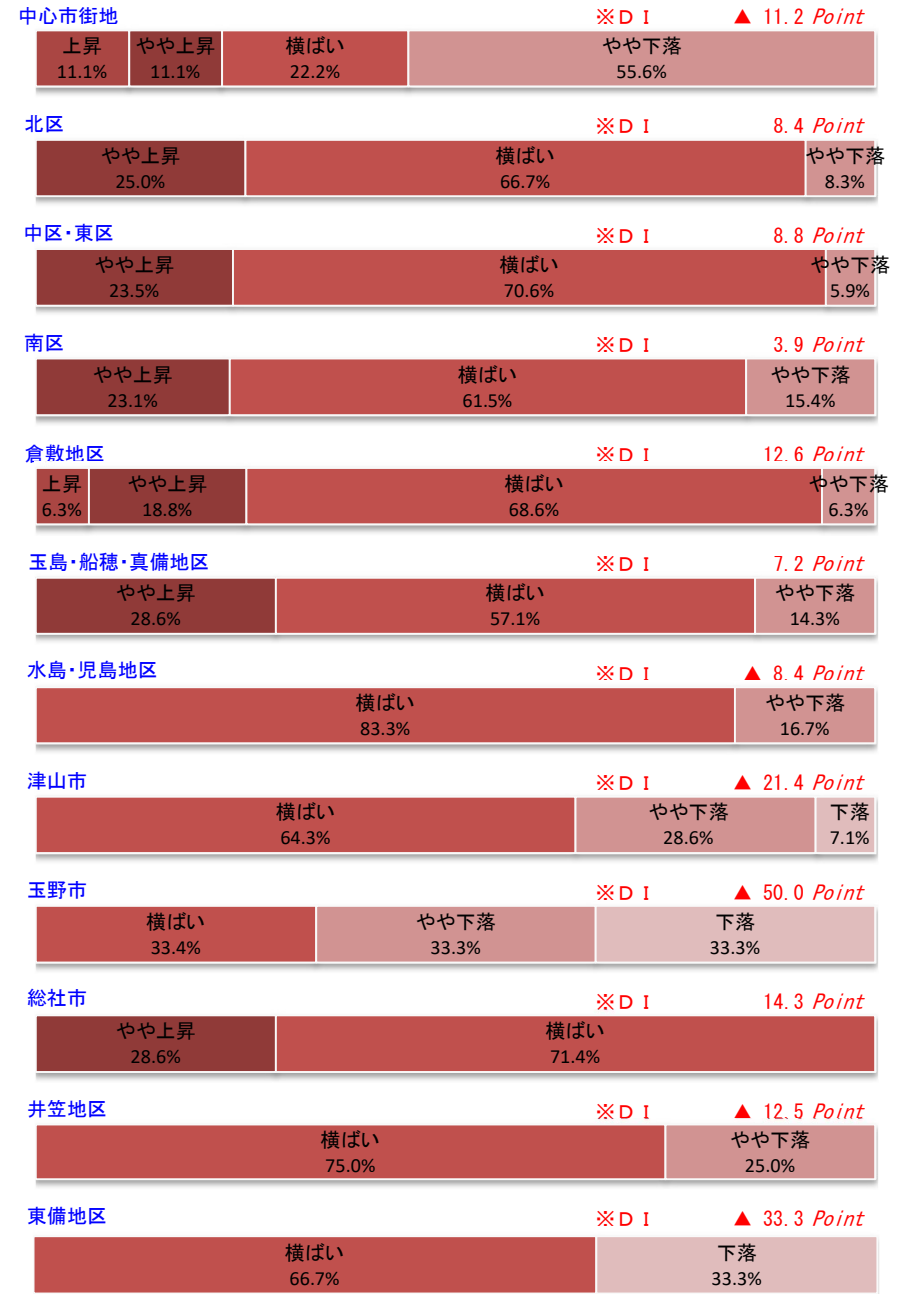 中心市街地 ※ＤＩ ▲ 11.2 Point
上昇 やや上昇 横ばい やや下落
11.1% 11.1% 22.2% 55.6%
北区 ※ＤＩ 8.4 Point
やや上昇 横ばい やや下落
25.0% 66.7% 8.3%
中区・東区 ※ＤＩ 8.8 Point
やや上昇 横ばい やや下落
23.5% 70.6% 5.9%
南区 ※ＤＩ 3.9 Point
やや上昇 横ばい やや下落
23.1% 61.5% 15.4%
倉敷地区 ※ＤＩ 12.6 Point
上昇 やや上昇 横ばい やや下落
6.3% 18.8% 68.6% 6.3%
玉島・船穂・真備地区 ※ＤＩ 7.2 Point
やや上昇 横ばい やや下落
28.6% 57.1% 14.3%
水島・児島地区 ※ＤＩ ▲ 8.4 Point
横ばい やや下落
83.3% 16.7%
津山市 ※ＤＩ ▲ 21.4 Point
横ばい やや下落 下落
64.3% 28.6% 7.1%
玉野市 ※ＤＩ ▲ 50.0 Point
横ばい やや下落 下落
33.4% 33.3% 33.3%
総社市 ※ＤＩ 14.3 Point
やや上昇 横ばい
28.6% 71.4%
井笠地区 ※ＤＩ ▲ 12.5 Point
横ばい やや下落
75.0% 25.0%
東備地区 ※ＤＩ ▲ 33.3 Point
横ばい 下落
66.7% 33.3%